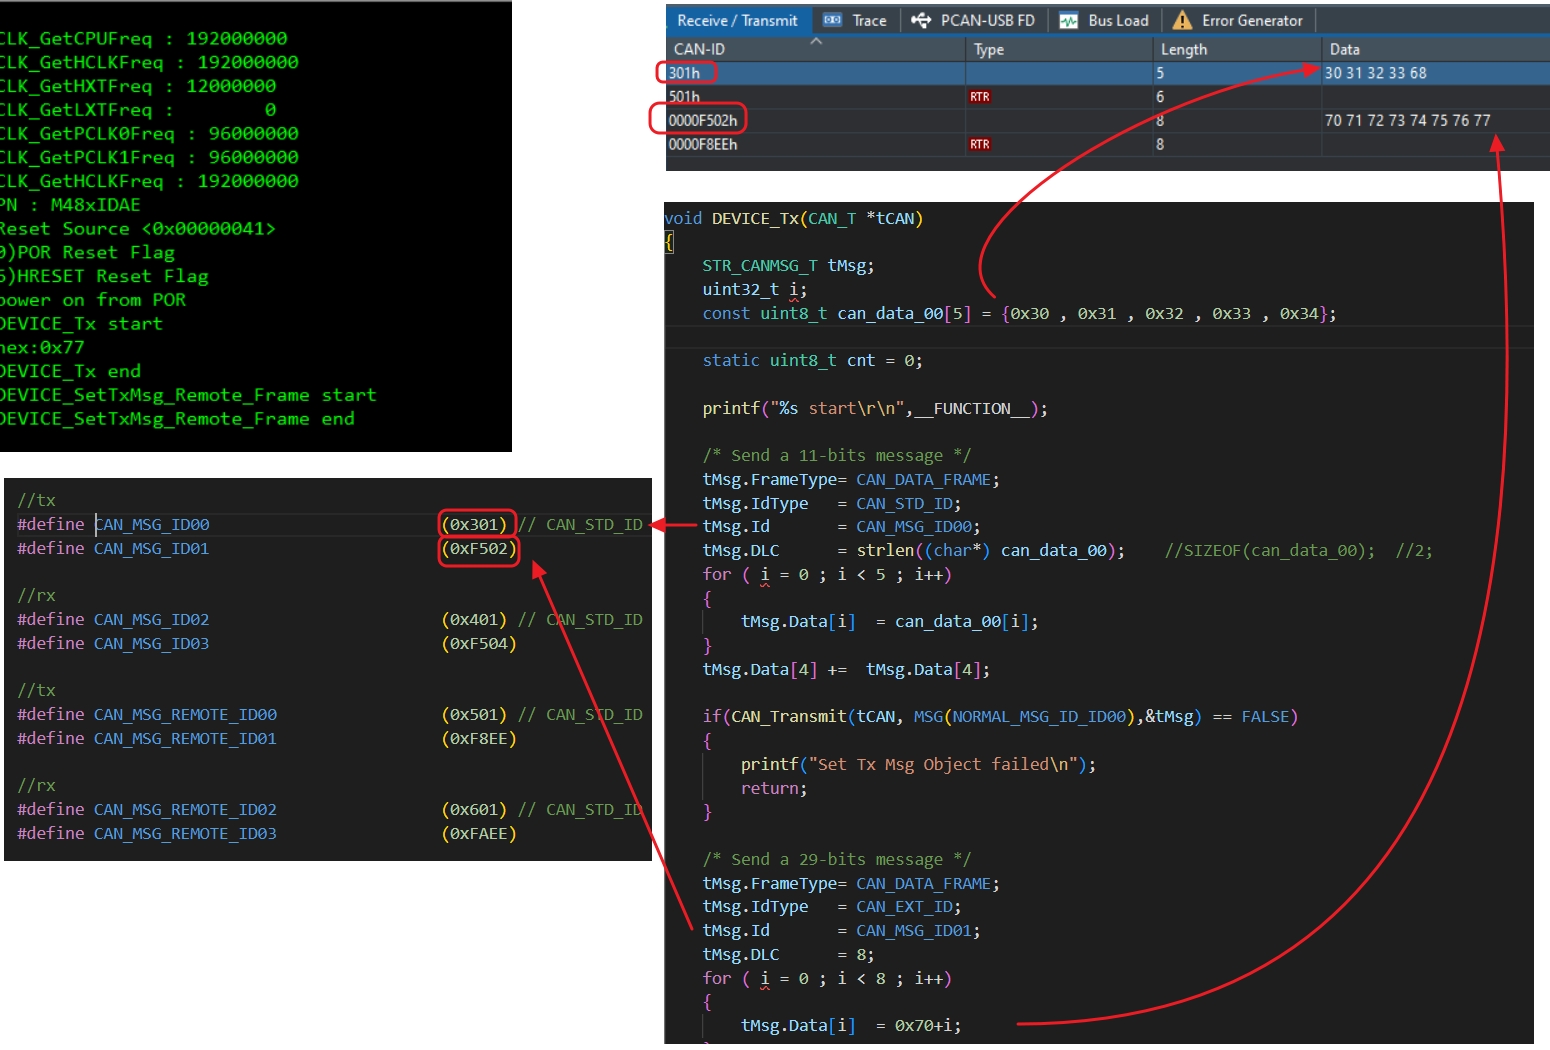 CLK_GetCPUFreq : 192000000
CLK_GetHCLKFreq : 192000000
CLK_GetHXTFreq : 12000000
CLK_GetLXTFreq :         0
CLK_GetPCLK0Freq : 96000000
CLK_GetPCLK1Freq : 96000000
CLK_GetHCLKFreq : 192000000
PN : M48xIDAE
Reset Source <0x00000041>
0)POR Reset Flag
6)HRESET Reset Flag
power on from POR
DEVICE_Tx start
hex:0x77
DEVICE_Tx end
DEVICE_SetTxMsg_Remote_Frame start
DEVICE_SetTxMsg_Remote_Frame end
Receive / Transmit Trace PCAN-USB FD Bus Load Error Generator
CAN-ID Type Length Data
301h 5 30 31 32 33 68
501h RTR 6
0000F502h 8 70 71 72 73 74 75 76 77
0000F8EEh RTR 8
//tx
#define CAN_MSG_ID00 (0x301) // CAN_STD_ID
#define CAN_MSG_ID01 (0xF502)
//rx
#define CAN_MSG_ID02 (0x401) // CAN_STD_ID
#define CAN_MSG_ID03 (0xF504)
//tx
#define CAN_MSG_REMOTE_ID00 (0x501) // CAN_STD_ID
#define CAN_MSG_REMOTE_ID01 (0xF8EE)
//rx
#define CAN_MSG_REMOTE_ID02 (0x601) // CAN_STD_ID
#define CAN_MSG_REMOTE_ID03 (0xFAEE)
void DEVICE_Tx(CAN_T *tCAN)
{
STR_CANMSG_T tMsg;
uint32_t i;
const uint8_t can_data_00[5] = {0x30 , 0x31 , 0x32 , 0x33 , 0x34};
static uint8_t cnt = 0;
printf("%s start\r\n",__FUNCTION__);
/* Send a 11-bits message */
tMsg.FrameType= CAN_DATA_FRAME;
tMsg.IdType   = CAN_STD_ID;
tMsg.Id       = CAN_MSG_ID00;
tMsg.DLC      = strlen((char*) can_data_00);    //SIZEOF(can_data_00);  //2;
for ( i = 0 ; i < 5 ; i++)
{
tMsg.Data[i]  = can_data_00[i];
}
tMsg.Data[4] +=  tMsg.Data[4];
if(CAN_Transmit(tCAN, MSG(NORMAL_MSG_ID_ID00),&tMsg) == FALSE)
{
printf("Set Tx Msg Object failed\n");
return;
}
/* Send a 29-bits message */
tMsg.FrameType= CAN_DATA_FRAME;
tMsg.IdType   = CAN_EXT_ID;
tMsg.Id       = CAN_MSG_ID01;
tMsg.DLC      = 8;
for ( i = 0 ; i < 8 ; i++)
{
tMsg.Data[i]  = 0x70+i;